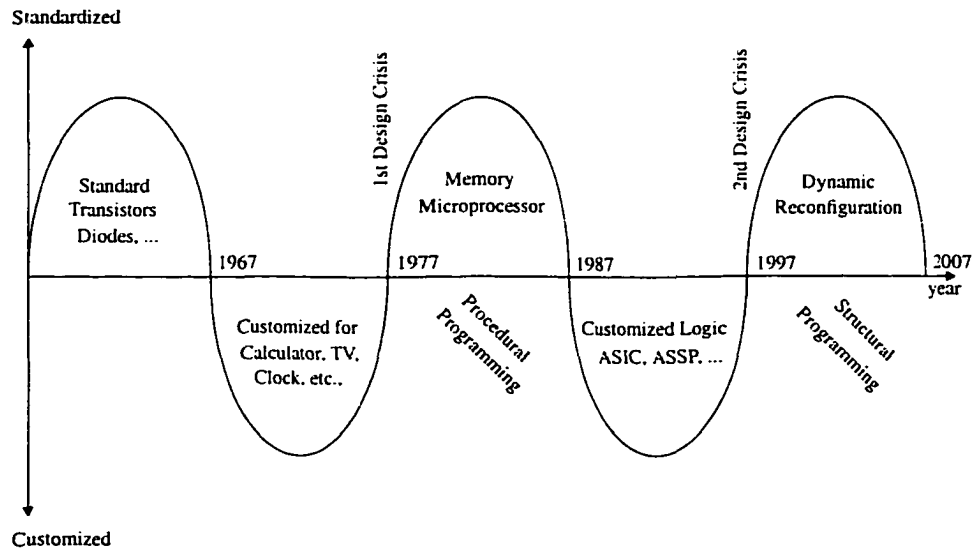 Standardized
1st Design Crisis
2nd Design Crisis
Standard
Transistors
Diodes, ...
Memory
Microprocessor
Dynamic
Reconfiguration
1967
1977
1987
1997
2007
year
Customized for
Calculator, TV,
Clock, etc.,
Procedural
Programming
Customized Logic
ASIC, ASSP, ...
Structural
Programming
Customized